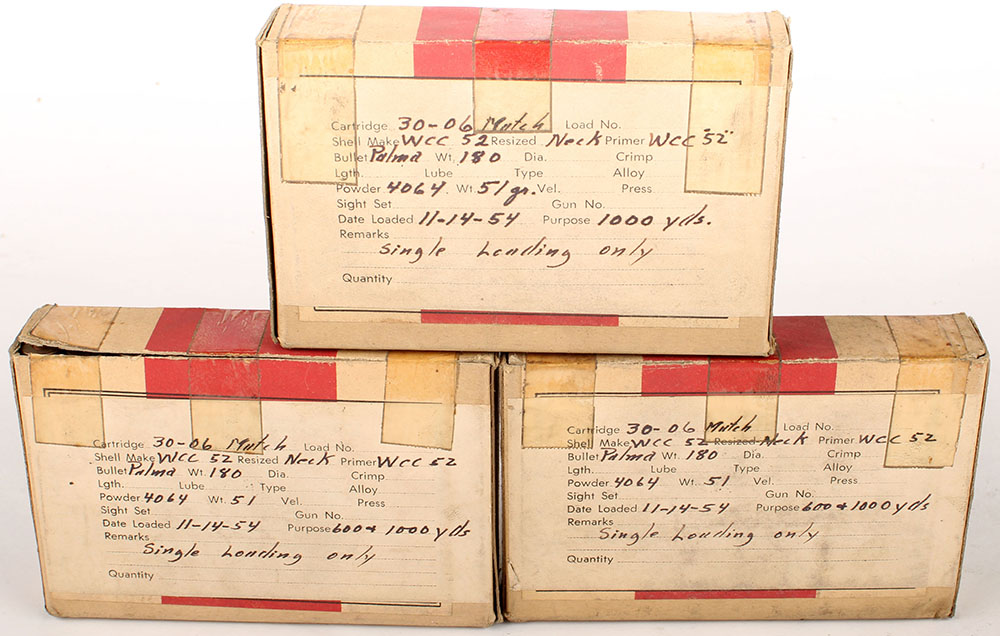 Cartridge 30-06 Match Load No.
Shell Make WCC 52 Resized Neck Primer WCC "52"
Bullet Palma Wt. 180 Dia. Crimp
Lgth. Lube Type Alloy
Powder 4064 Wt. 51 gr. Vel. Press
Sight Set Gun No.
Date Loaded 11-14-54 Purpose 1000 yds.
Remarks
Single Loading only
Quantity
Cartridge 30-06 Match Load No.
Shell Make WCC 52 Resized Neck Primer WCC 52
Bullet Palma Wt. 180 Dia. Crimp
Lgth. Lube Type Alloy
Powder 4064 Wt. 51 Vel. Press
Sight Set Gun No.
Date Loaded 11-14-54 Purpose 600 & 1000 yds
Remarks
Single Loading only
Quantity
Cartridge 30-06 Match Load No.
Shell Make WCC 52 Resized Neck Primer WCC 52
Bullet Palma Wt. 180 Dia. Crimp
Lgth. Lube Type Alloy
Powder 4064 Wt. 51 Vel. Press
Sight Set Gun No.
Date Loaded 11-14-54 Purpose 600 & 1000 yds
Remarks
Single Loading only
Quantity